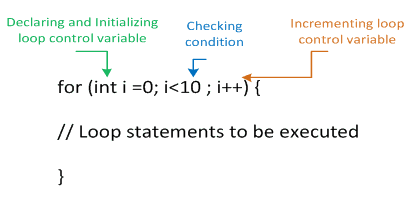 Declaring and Initializing
loop control variable
Checking
condition
Incrementing loop
control variable
for (int i =0; i<10 ; i++) {
// Loop statements to be executed
}